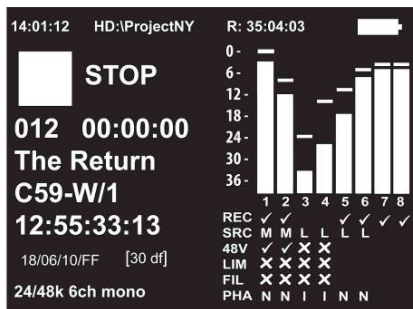 14:01:12 HD:\ProjectNY R: 35:04:03
STOP
012 00:00:00
The Return
C59-W/1
12:55:33:13
18/06/10/FF [30 df]
24/48k 6ch mono
0 -
6 -
12 -
18 -
24 -
30 -
36 -
1 2 3 4 5 6 7 8
REC ✓ ✓ ✓ ✓ ✓ ✓
SRC M M L L L L
48V ✓ ✓ ✕ ✕
LIM ✕ ✕ ✕ ✕
FIL ✕ ✕ ✕ ✕
PHA N N I I N N